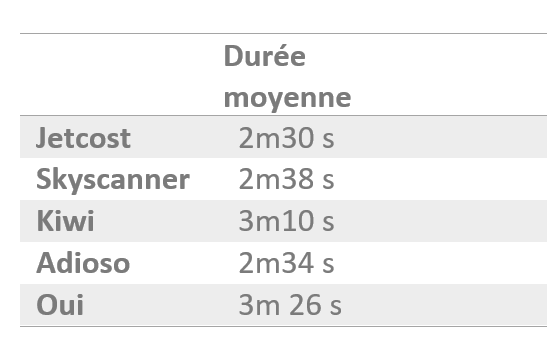 Durée
moyenne
Jetcost 2m30 s
Skyscanner 2m38 s
Kiwi 3m10 s
Adioso 2m34 s
Oui 3m 26 s